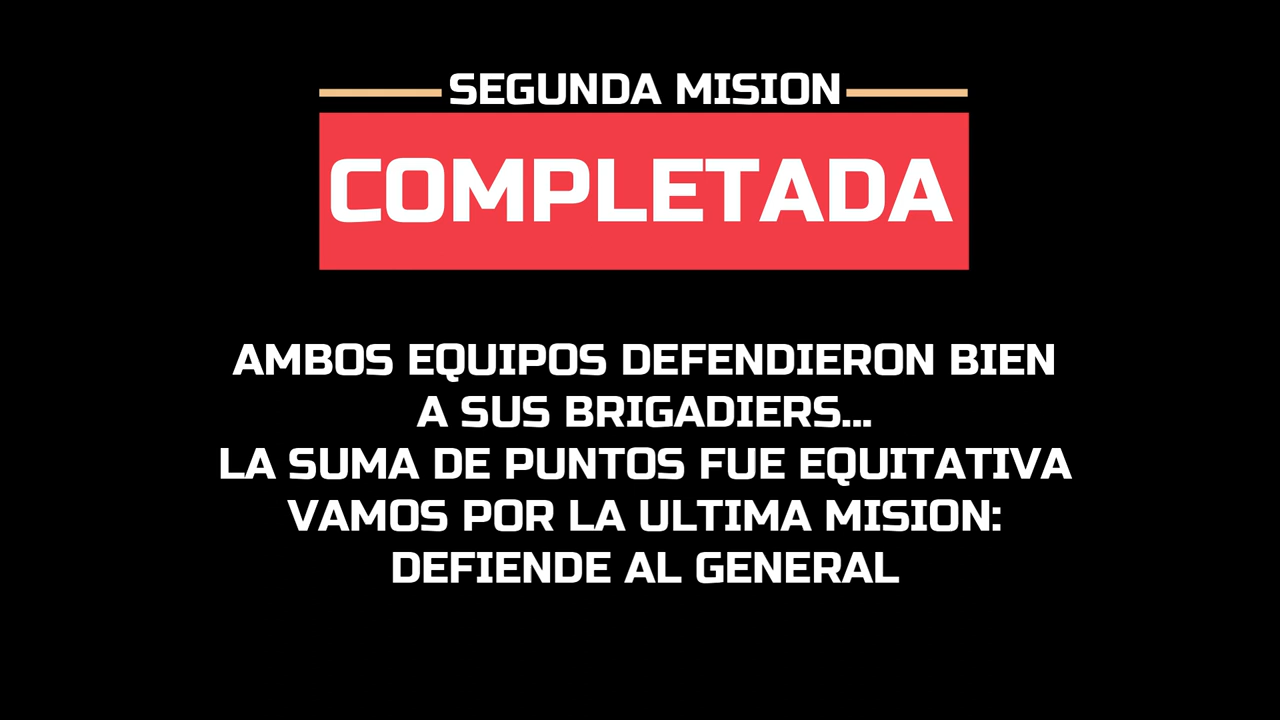 SEGUNDA MISION
COMPLETADA
AMBOS EQUIPOS DEFENDIERON BIEN
A SUS BRIGADIERS...
LA SUMA DE PUNTOS FUE EQUITATIVA
VAMOS POR LA ULTIMA MISION:
DEFIENDE AL GENERAL